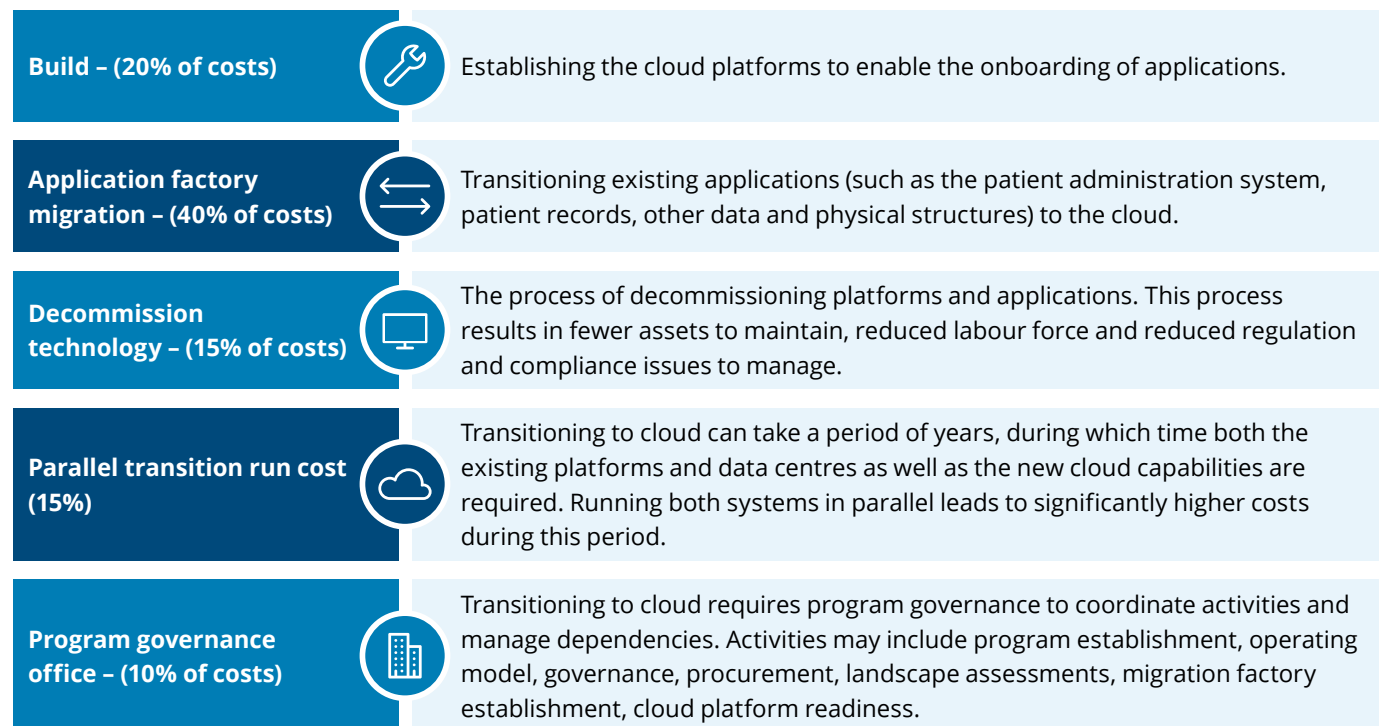 Build – (20% of costs)
Establishing the cloud platforms to enable the onboarding of applications.
Application factory
migration – (40% of costs)
Transitioning existing applications (such as the patient administration system,
patient records, other data and physical structures) to the cloud.
Decommission
technology – (15% of costs)
The process of decommissioning platforms and applications. This process
results in fewer assets to maintain, reduced labour force and reduced regulation
and compliance issues to manage.
Parallel transition run cost
(15%)
Transitioning to cloud can take a period of years, during which time both the
existing platforms and data centres as well as the new cloud capabilities are
required. Running both systems in parallel leads to significantly higher costs
during this period.
Program governance
office – (10% of costs)
Transitioning to cloud requires program governance to coordinate activities and
manage dependencies. Activities may include program establishment, operating
model, governance, procurement, landscape assessments, migration factory
establishment, cloud platform readiness.